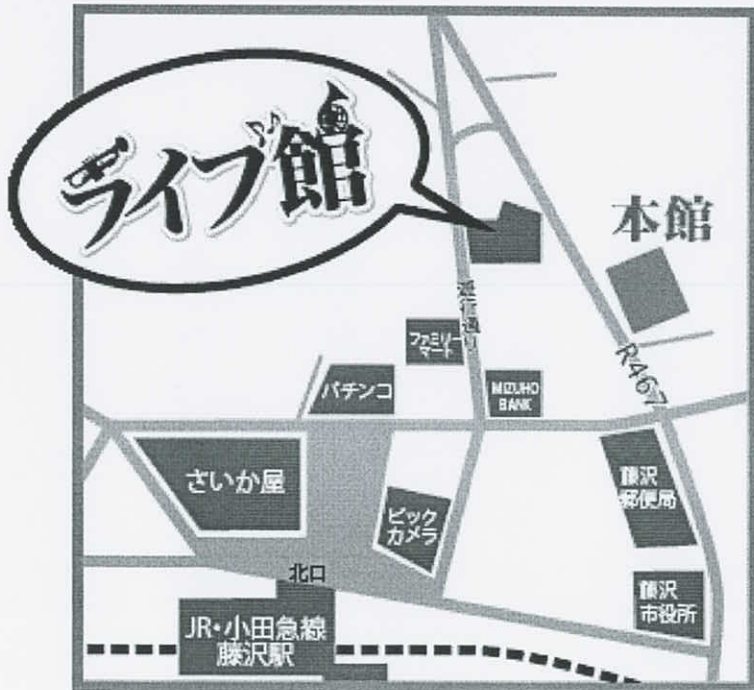 ライブ館
本館
遊行通り
ファミリー
マート
パチンコ
MIZUHO
BANK
R467
さいか屋
ビック
カメラ
藤沢
郵便局
北口
藤沢
市役所
JR・小田急線
藤沢駅